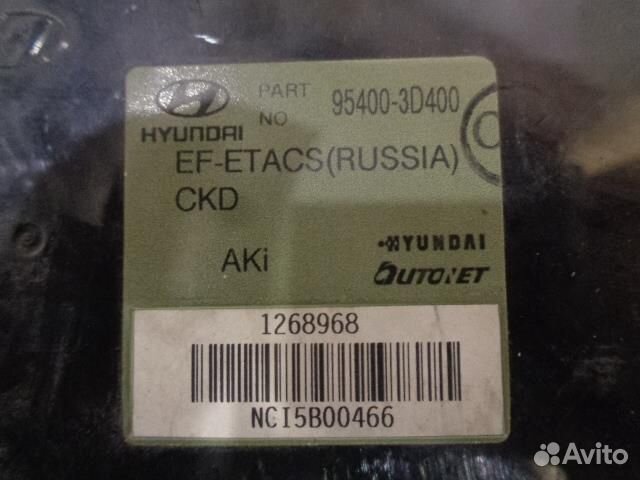 PART
NO
95400-3D400
HYUNDAI
EF-ETACS(RUSSIA)
CKD
AKi
HYUNDAI
AUTONET
1268968
NCI5B00466
Avito